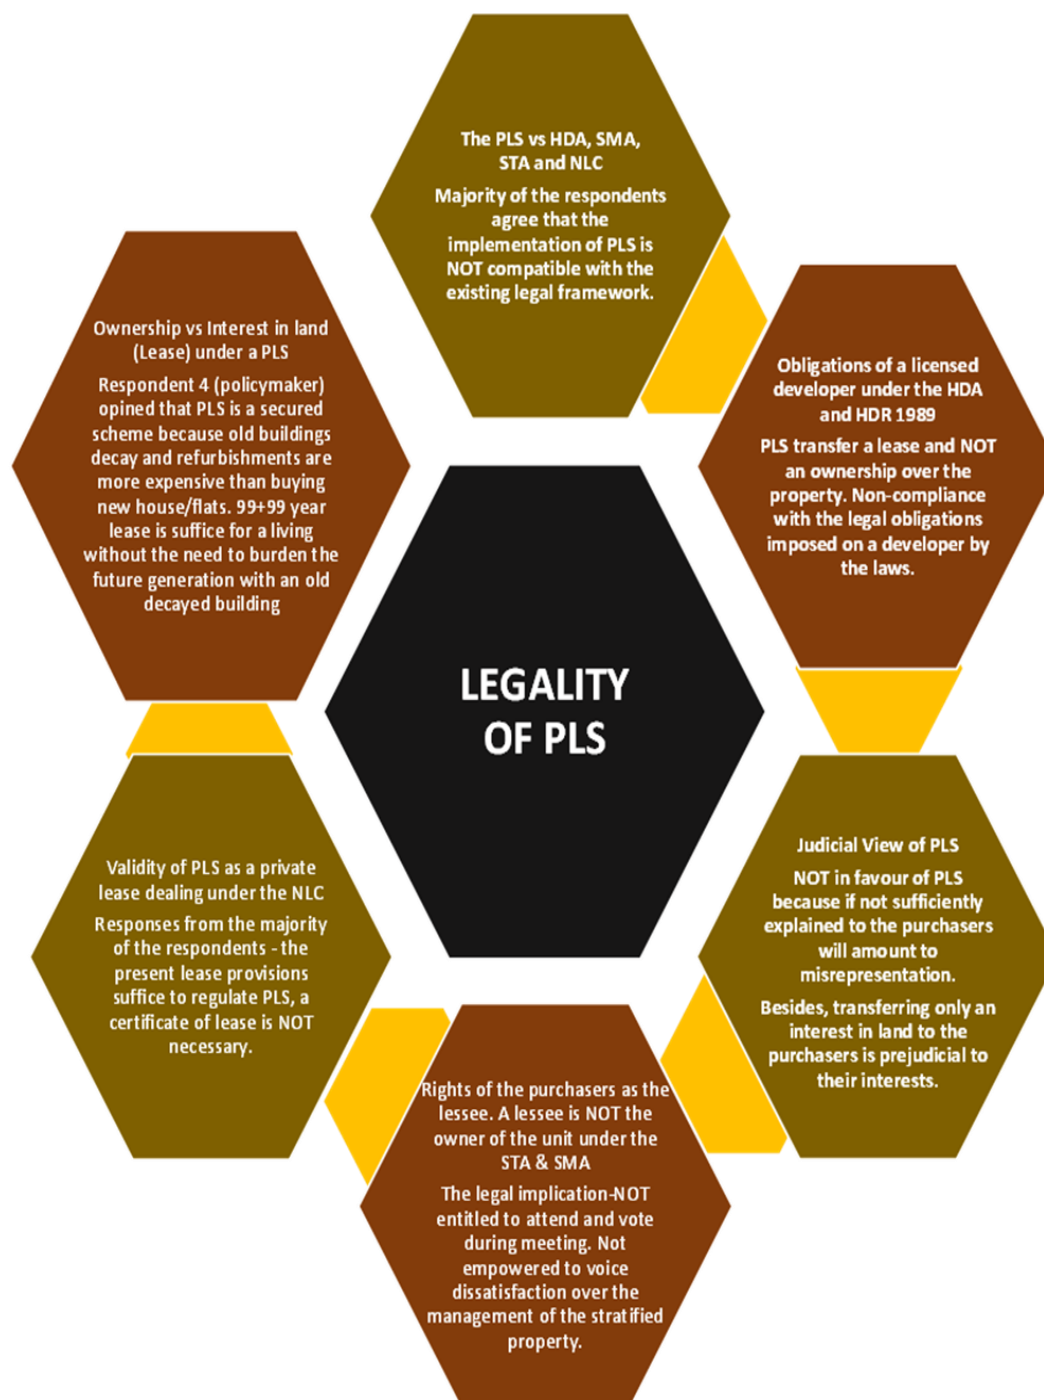 The PLS vs HDA, SMA,
STA and NLC
Majority of the respondents
agree that the
implementation of PLS is
NOT compatible with the
existing legal framework.
Obligations of a licensed
developer under the HDA
and HDR 1989
PLS transfer a lease and NOT
an ownership over the
property. Non-compliance
with the legal obligations
imposed on a developer by
the laws.
Judicial View of PLS
NOT in favour of PLS
because if not sufficiently
explained to the purchasers
will amount to
misrepresentation.
Besides, transferring only an
interest in land to the
purchasers is prejudicial to
their interests.
Rights of the purchasers as the
lessee. A lessee is NOT the
owner of the unit under the
STA & SMA
The legal implication-NOT
entitled to attend and vote
during meeting. Not
empowered to voice
dissatisfaction over the
management of the stratified
property.
Validity of PLS as a private
lease dealing under the NLC
Responses from the majority
of the respondents - the
present lease provisions
suffice to regulate PLS, a
certificate of lease is NOT
necessary.
Ownership vs Interest in land
(Lease) under a PLS
Respondent 4 (policymaker)
opined that PLS is a secured
scheme because old buildings
decay and refurbishments are
more expensive than buying
new house/flats. 99+99 year
lease is suffice for a living
without the need to burden the
future generation with an old
decayed building
LEGALITY
OF PLS